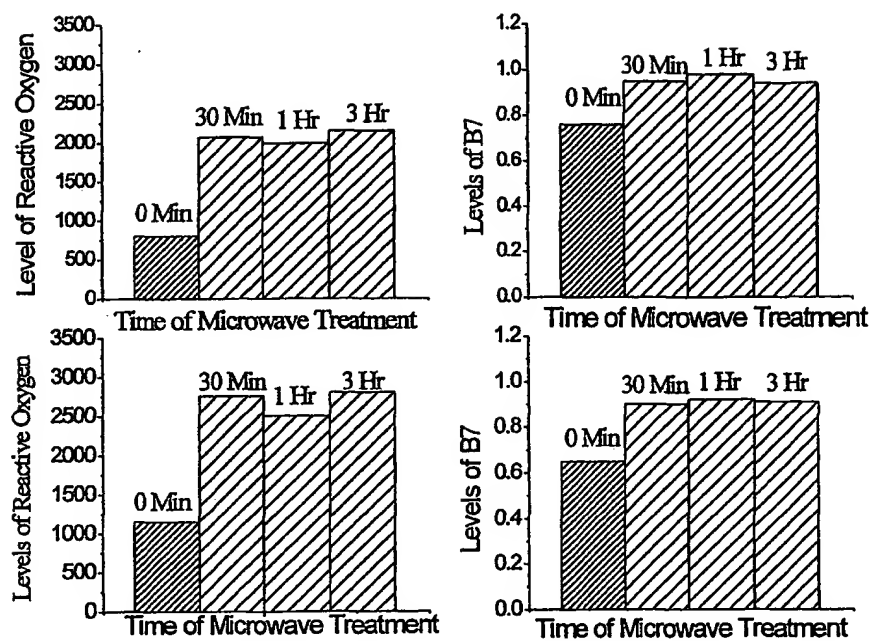 Level of Reactive Oxygen
3500
3000
2500
2000
1500
1000
500
0
0 Min
30 Min
1 Hr
3 Hr
Time of Microwave Treatment
Levels of B7
1.2
1.0
0.8
0.6
0.4
0.2
0.0
0 Min
30 Min
1 Hr
3 Hr
Time of Microwave Treatment
Levels of Reactive Oxygen
3500
3000
2500
2000
1500
1000
500
0
0 Min
30 Min
1 Hr
3 Hr
Time of Microwave Treatment
Levels of B7
1.2
1.0
0.8
0.6
0.4
0.2
0.0
0 Min
30 Min
1 Hr
3 Hr
Time of Microwave Treatment